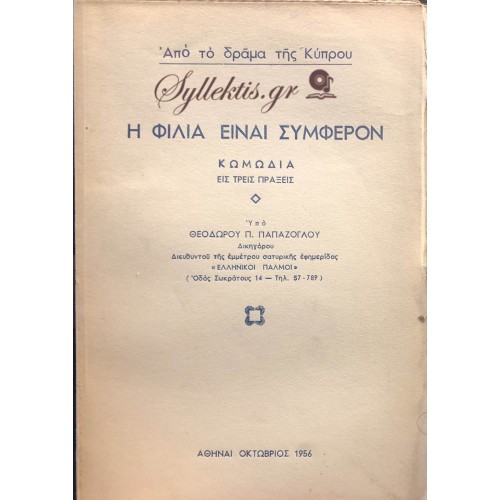 Ἀπὸ τὸ δρᾶμα τῆς Κύπρου
Syllektis.gr
Η ΦΙΛΙΑ ΕΙΝΑΙ ΣΥΜΦΕΡΟΝ
ΚΩΜΩΔΙΑ
ΕΙΣ ΤΡΕΙΣ ΠΡΑΞΕΙΣ
Ὑπὸ
ΘΕΟΔΩΡΟΥ Π. ΠΑΠΑΖΟΓΛΟΥ
Δικηγόρου
Διευθυντοῦ τῆς ἐμμέτρου σατυρικῆς ἐφημερίδος
«ΕΛΛΗΝΙΚΟΙ ΠΑΛΜΟΙ»
(Ὁδὸς Σωκράτους 14 — Τηλ. 57-789)
ΑΘΗΝΑΙ ΟΚΤΩΒΡΙΟΣ 1956